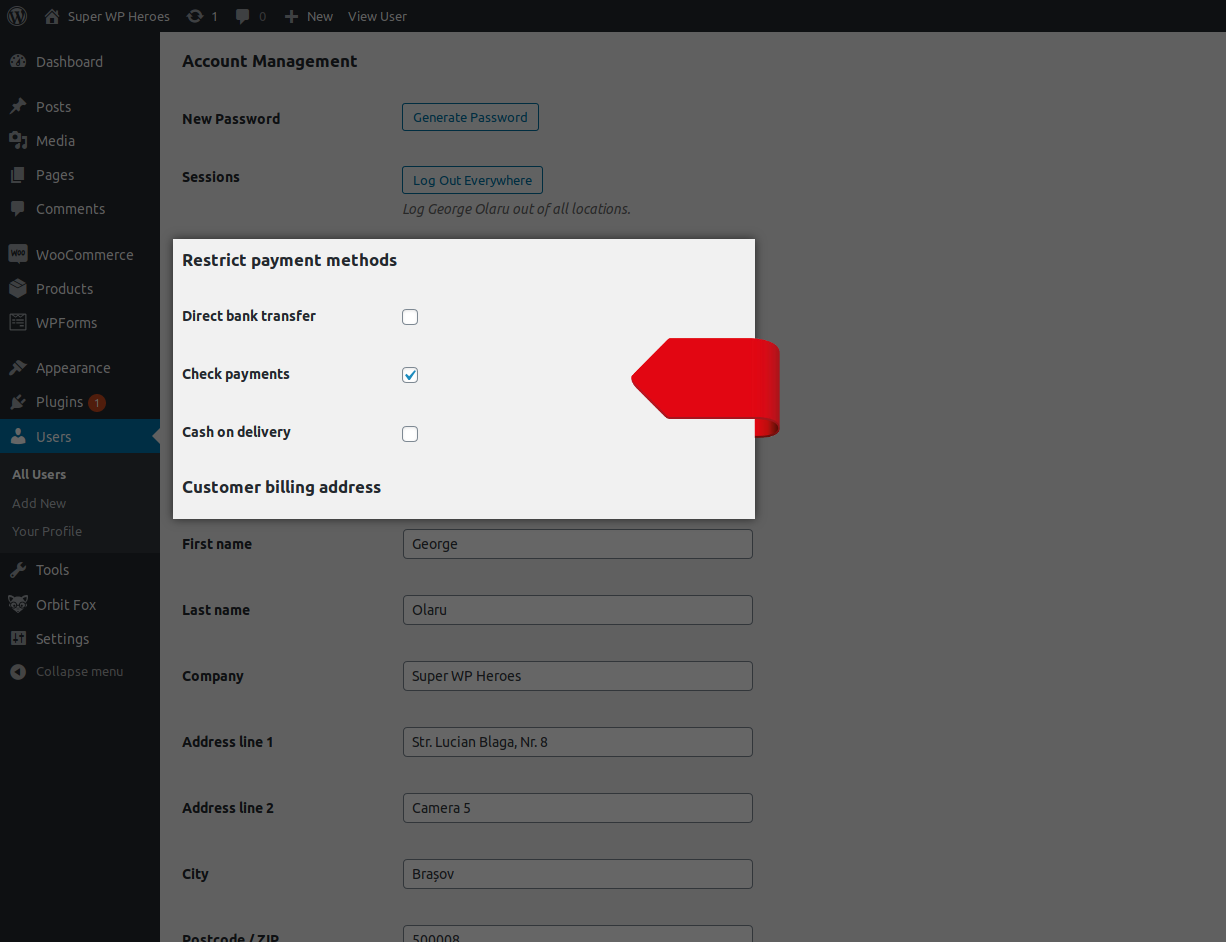 Super WP Heroes 1 0 New View User
Dashboard
Posts
Media
Pages
Comments
WooCommerce
Products
WPForms
Appearance
Plugins 1
Users
All Users
Add New
Your Profile
Tools
Orbit Fox
Settings
Collapse menu
Account Management
New Password Generate Password
Sessions Log Out Everywhere
Log George Olaru out of all locations.
Restrict payment methods
Direct bank transfer
Check payments
Cash on delivery
Customer billing address
First name George
Last name Olaru
Company Super WP Heroes
Address line 1 Str. Lucian Blaga, Nr. 8
Address line 2 Camera 5
City Brașov
Postcode / ZIP 500008